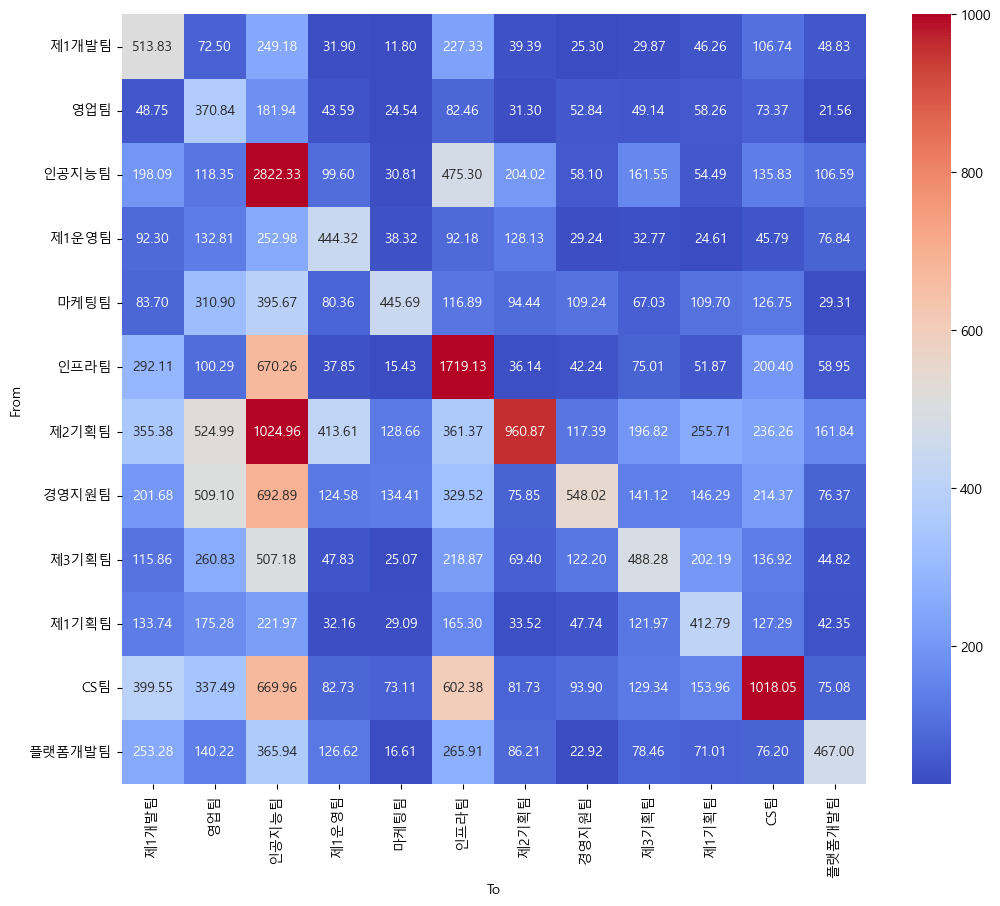 제1개발팀 513.83 72.50 249.18 31.90 11.80 227.33 39.39 25.30 29.87 46.26 106.74 48.83
영업팀 48.75 370.84 181.94 43.59 24.54 82.46 31.30 52.84 49.14 58.26 73.37 21.56
인공지능팀 198.09 118.35 2822.33 99.60 30.81 475.30 204.02 58.10 161.55 54.49 135.83 106.59
제1운영팀 92.30 132.81 252.98 444.32 38.32 92.18 128.13 29.24 32.77 24.61 45.79 76.84
마케팅팀 83.70 310.90 395.67 80.36 445.69 116.89 94.44 109.24 67.03 109.70 126.75 29.31
인프라팀 292.11 100.29 670.26 37.85 15.43 1719.13 36.14 42.24 75.01 51.87 200.40 58.95
제2기획팀 355.38 524.99 1024.96 413.61 128.66 361.37 960.87 117.39 196.82 255.71 236.26 161.84
경영지원팀 201.68 509.10 692.89 124.58 134.41 329.52 75.85 548.02 141.12 146.29 214.37 76.37
제3기획팀 115.86 260.83 507.18 47.83 25.07 218.87 69.40 122.20 488.28 202.19 136.92 44.82
제1기획팀 133.74 175.28 221.97 32.16 29.09 165.30 33.52 47.74 121.97 412.79 127.29 42.35
CS팀 399.55 337.49 669.96 82.73 73.11 602.38 81.73 93.90 129.34 153.96 1018.05 75.08
플랫폼개발팀 253.28 140.22 365.94 126.62 16.61 265.91 86.21 22.92 78.46 71.01 76.20 467.00
제1개발팀 영업팀 인공지능팀 제1운영팀 마케팅팀 인프라팀 제2기획팀 경영지원팀 제3기획팀 제1기획팀 CS팀 플랫폼개발팀
From
To
1000
800
600
400
200